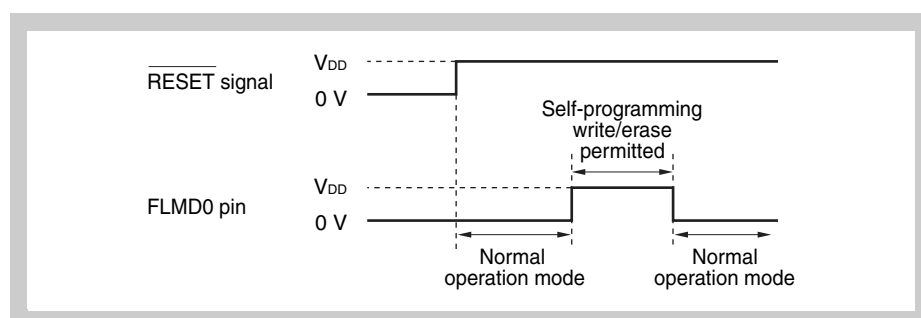 RESET signal
VDD
0 V
Self-programming
write/erase
permitted
FLMD0 pin
VDD
0 V
Normal
operation mode
Normal
operation mode